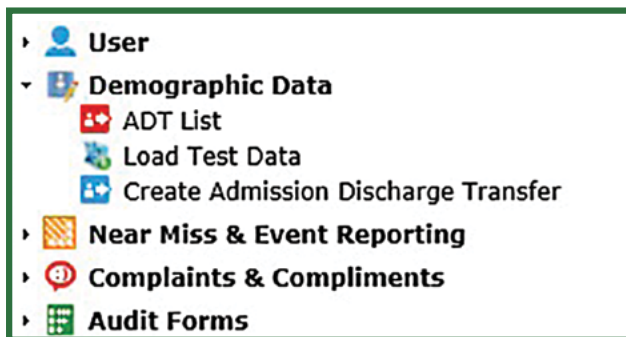 User
Demographic Data
ADT List
Load Test Data
Create Admission Discharge Transfer
Near Miss & Event Reporting
Complaints & Compliments
Audit Forms